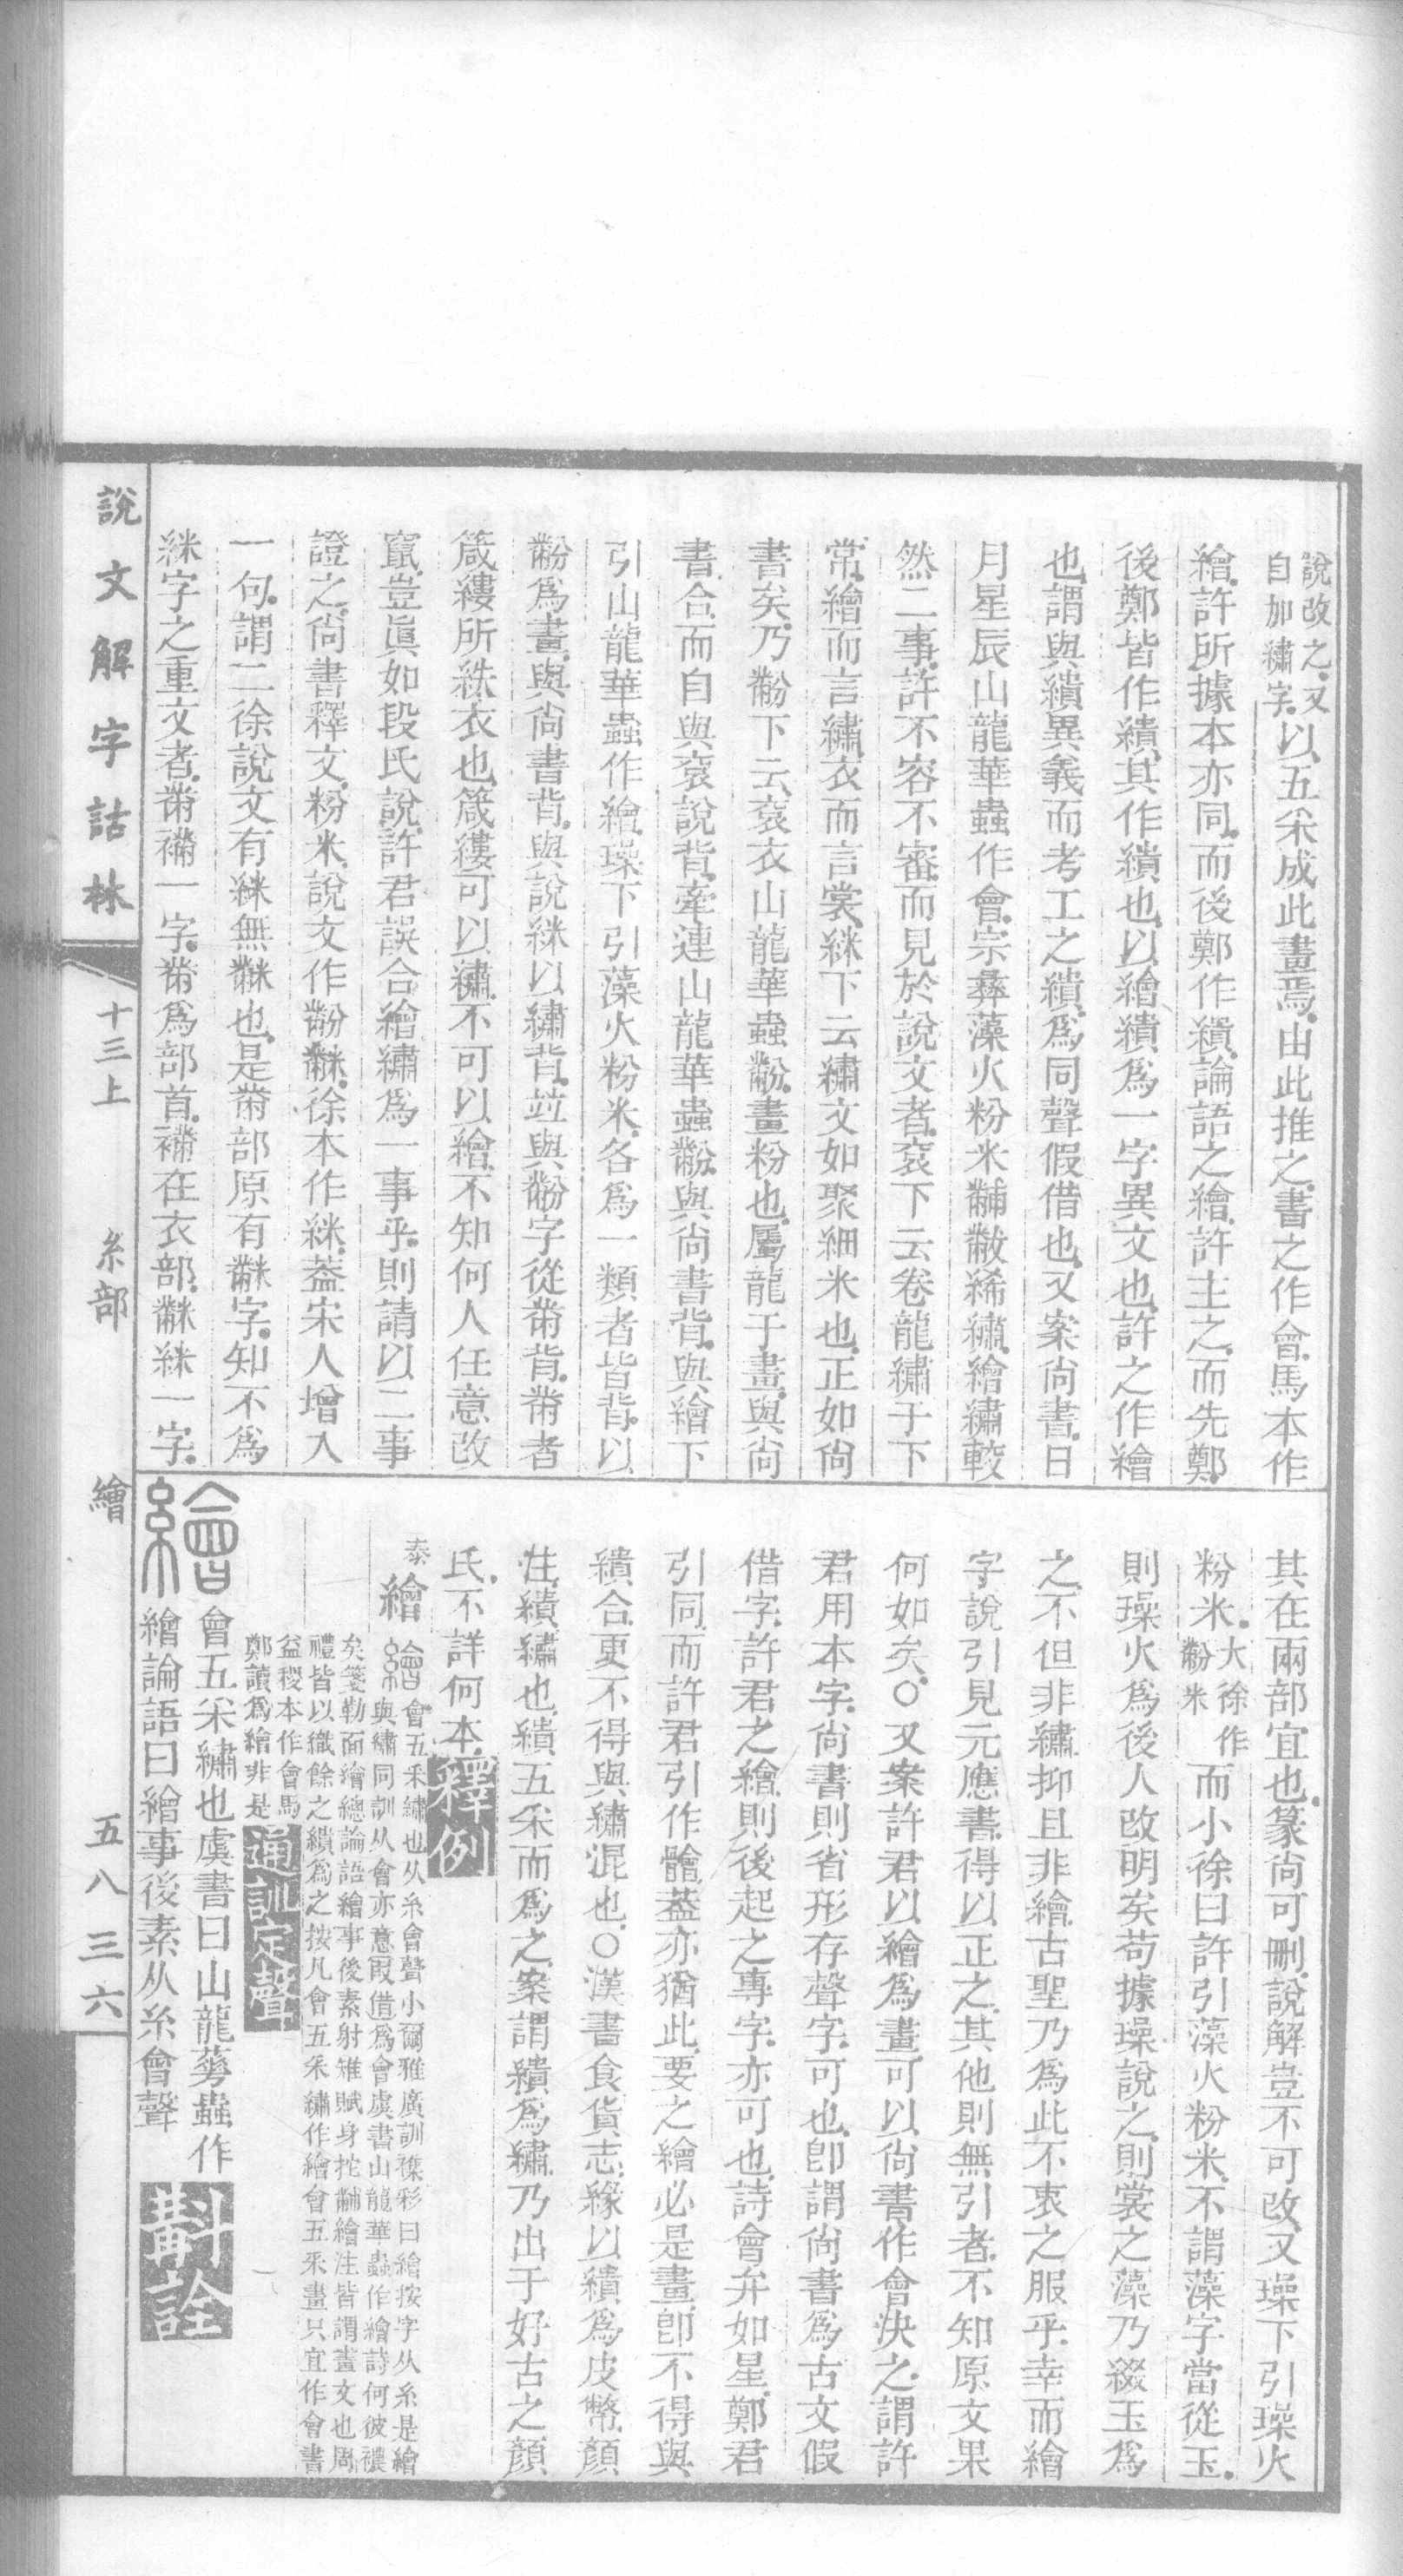 說改之又
自加繡字以五采成此畫焉由此推之書之作會馬本作
繪許所據本亦同而後鄭作繢論語之繪許主之而先鄭
後鄭皆作繢其作繢也以繪繢爲一字異文也許之作繪
也謂與繢異義而考工之繢爲同聲假借也又案尚書日
月星辰山龍華蟲作會宗彝藻火粉米黼黻絺繡繪繡較
然二事許不容不審而見於說文者袞下云卷龍繡于下
常繪而言繡衣而言裳絑下云繡文如聚細米也正如尚
書矣乃黺下云袞衣山龍華蟲黺畫粉也屬龍于畫與尚
書合而自與袞說背牽連山龍華蟲黺與尚書背與繪下
引山龍華蟲作繪璪下引藻火粉米各爲一類者皆背以
黺爲畫與尚書背與說絑以繡背竝與黺字從黹背黹者
箴縷所紩衣也箴縷可以繡不可以繪不知何人任意改
竄豈眞如段氏說許君誤合繪繡爲一事乎則請以二事
證之尚書釋文粉米說文作黺𪓋徐本作絑蓋宋人增入
一句謂二徐說文有絑無𪓋也是黹部原有𪓋字知不爲
絑字之重文者黹襧一字黹爲部首襧在衣部𪓋絑一字
其在兩部宜也篆尚可刪說解豈不可改又璪下引璪火
粉米大徐作黺米而小徐曰許引藻火粉米不謂藻字當從玉
則璪火爲後人改明矣苟據璪說之則裳之藻乃綴玉爲
之不但非繡抑且非繪古聖乃爲此不衷之服乎幸而繪
字說引見元應書得以正之其他則無引者不知原文果
何如矣○又案許君以繪爲畫可以尚書作會決之謂許
君用本字尚書則省形存聲字可也卽謂尚書爲古文假
借字許君之繪則後起之專字亦可也詩會弁如星鄭君
引同而許君引作䯤蓋亦猶此要之繪必是畫卽不得與
繢合更不得與繡混也○漢書食貨志緣以繢爲皮幣顏
注繢繡也繢五采而爲之案謂繢爲繡乃出于好古之顏
氏不詳何本釋例
泰 繪 繪會五采繡也从糸會聲小爾雅廣訓襍彩曰繪按字从糸是繪
與繡同訓从會亦意叚借爲會虞書山龍華蟲作繪詩何彼襛
矣箋勒面繪總論語繪事後素射雉賦身挓黼繪注皆謂畫文也周
禮皆以織餘之繢爲之按凡會五采繡作繪會五采畫只宜作會書
益稷本作會馬
鄭讀爲繪非是通訓定聲
繪 會五采繡也虞書曰山龍蕚蟲作
繪論語曰繪事後素从糸會聲 斠詮
說文解字詁林 十三上 糸部 繪 五八三六